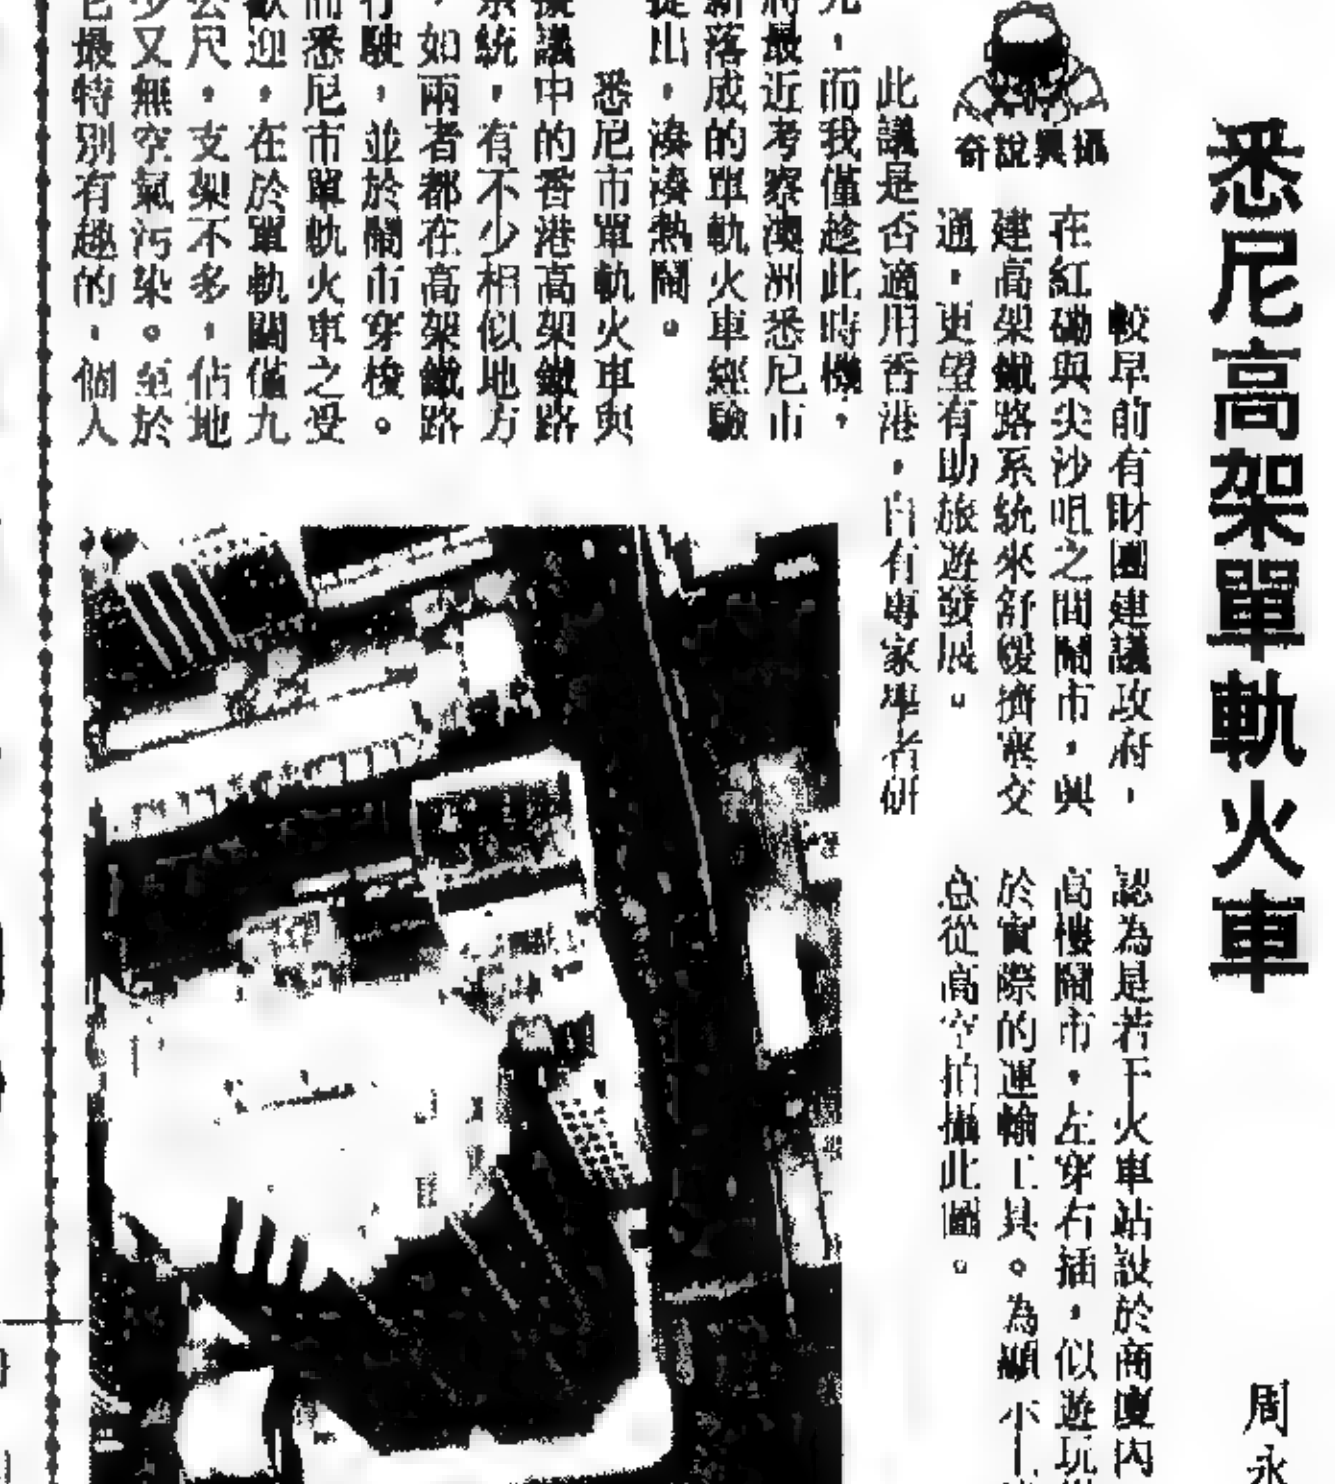 悉尼高架單軌火車
周永
攝與說奇
較早前有財團建議政府，
在紅磡與尖沙咀之間鬧市，興
建高架鐵路系統來舒緩擠塞交
通，更望有助旅遊發展。
此議是否適用香港，自有專家學者研
究，而我僅趁此時機，
將最近考察澳洲悉尼市
新落成的單軌火車經驗
從出，湊湊熱鬧。
悉尼市單軌火車與
擬議中的香港高架鐵路
系統，有不少相似地方
，如兩者都在高架鐵路
行駛，並於鬧市穿梭。
而悉尼市單軌火車之受
歡迎，在於單軌闊僅九
公尺，支架不多，佔地
少又無空氣污染。至於
它最特別有趣的，個人
認為是若干火車站設於商廈內
高樓鬧市，左穿右插，似遊玩
於實際的運輸工具。為顯示
急從高空拍攝此圖。